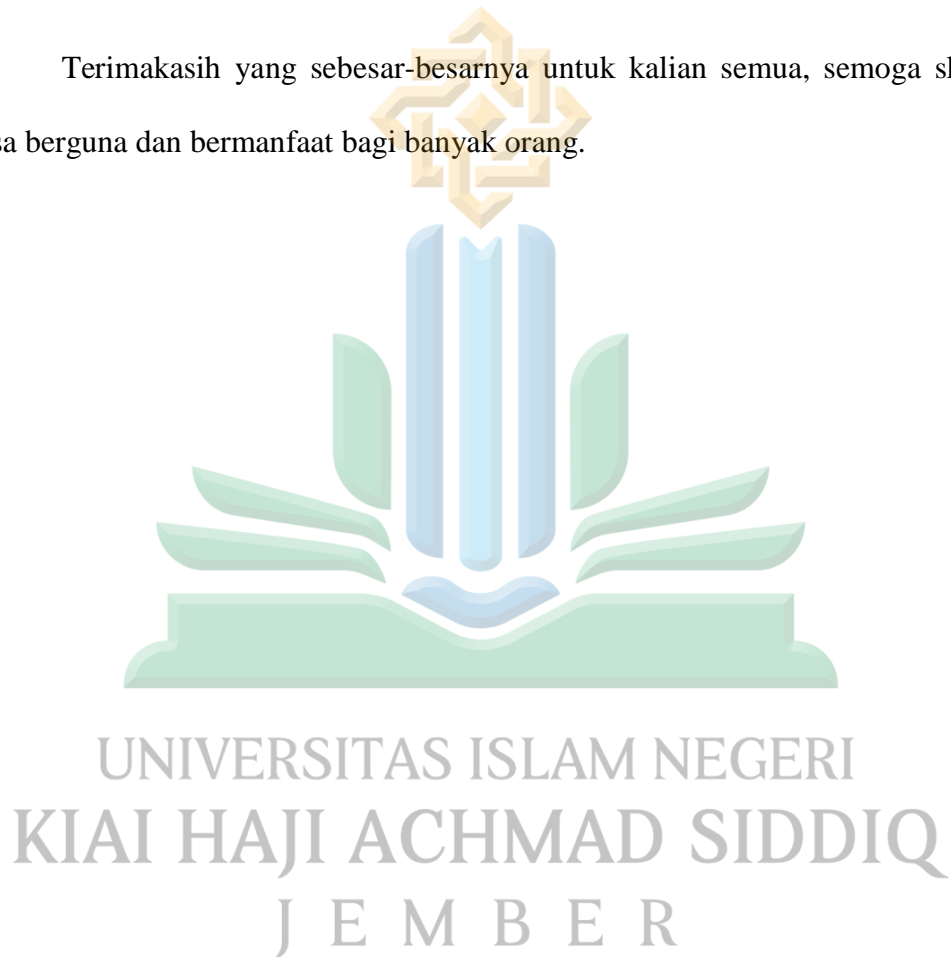 Terimakasih yang sebesar-besarnya untuk kalian semua, semoga
berguna dan bermanfaat bagi banyak orang.
UNIVERSITAS ISLAM NEGERI
KIAI HAJI ACHMAD SIDDIQ
JEMBER